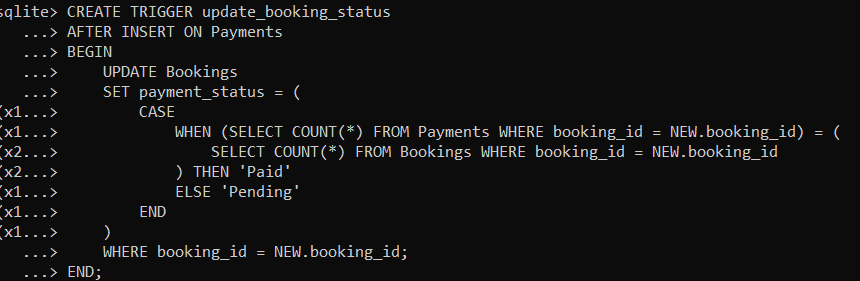 sqlite> CREATE TRIGGER update_booking_status
   ...> AFTER INSERT ON Payments
   ...> BEGIN
   ...>     UPDATE Bookings
   ...>     SET payment_status = (
(x1...>         CASE
(x1...>             WHEN (SELECT COUNT(*) FROM Payments WHERE booking_id = NEW.booking_id) = (
(x2...>                 SELECT COUNT(*) FROM Bookings WHERE booking_id = NEW.booking_id
(x2...>             ) THEN 'Paid'
(x1...>             ELSE 'Pending'
(x1...>         END
(x1...>     )
   ...>     WHERE booking_id = NEW.booking_id;
   ...> END;